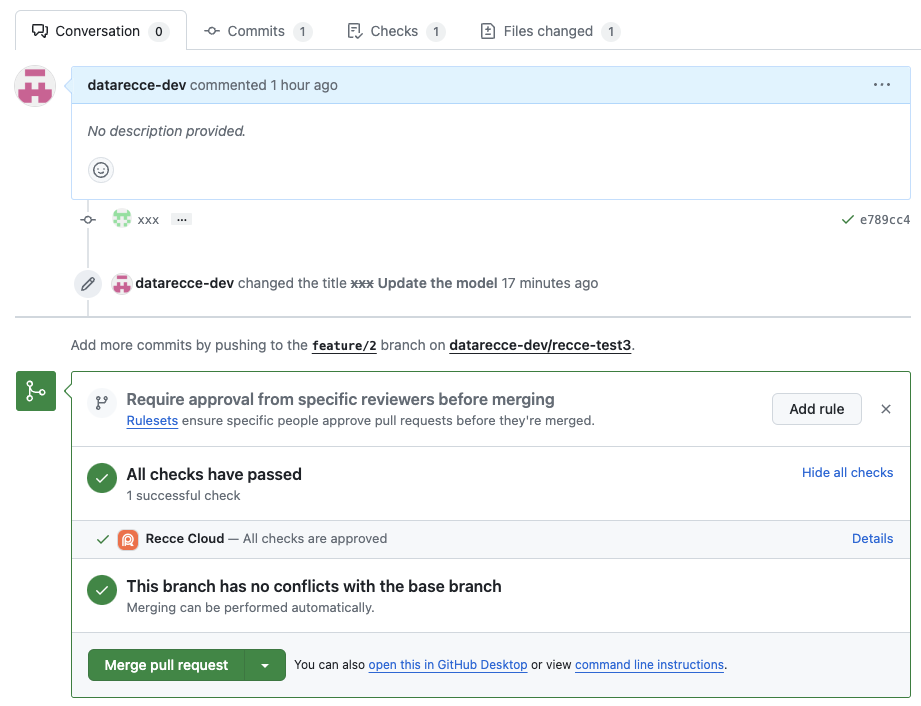 Conversation 0 Commits 1 Checks 1 Files changed 1
datarecce-dev commented 1 hour ago ...
No description provided.
xxx ... e789cc4
datarecce-dev changed the title xxx Update the model 17 minutes ago
Add more commits by pushing to the feature/2 branch on datarecce-dev/recce-test3.
Require approval from specific reviewers before merging
Rulesets ensure specific people approve pull requests before they're merged.
Add rule
All checks have passed
Hide all checks
1 successful check
Recce Cloud — All checks are approved Details
This branch has no conflicts with the base branch
Merging can be performed automatically.
Merge pull request You can also open this in GitHub Desktop or view command line instructions.